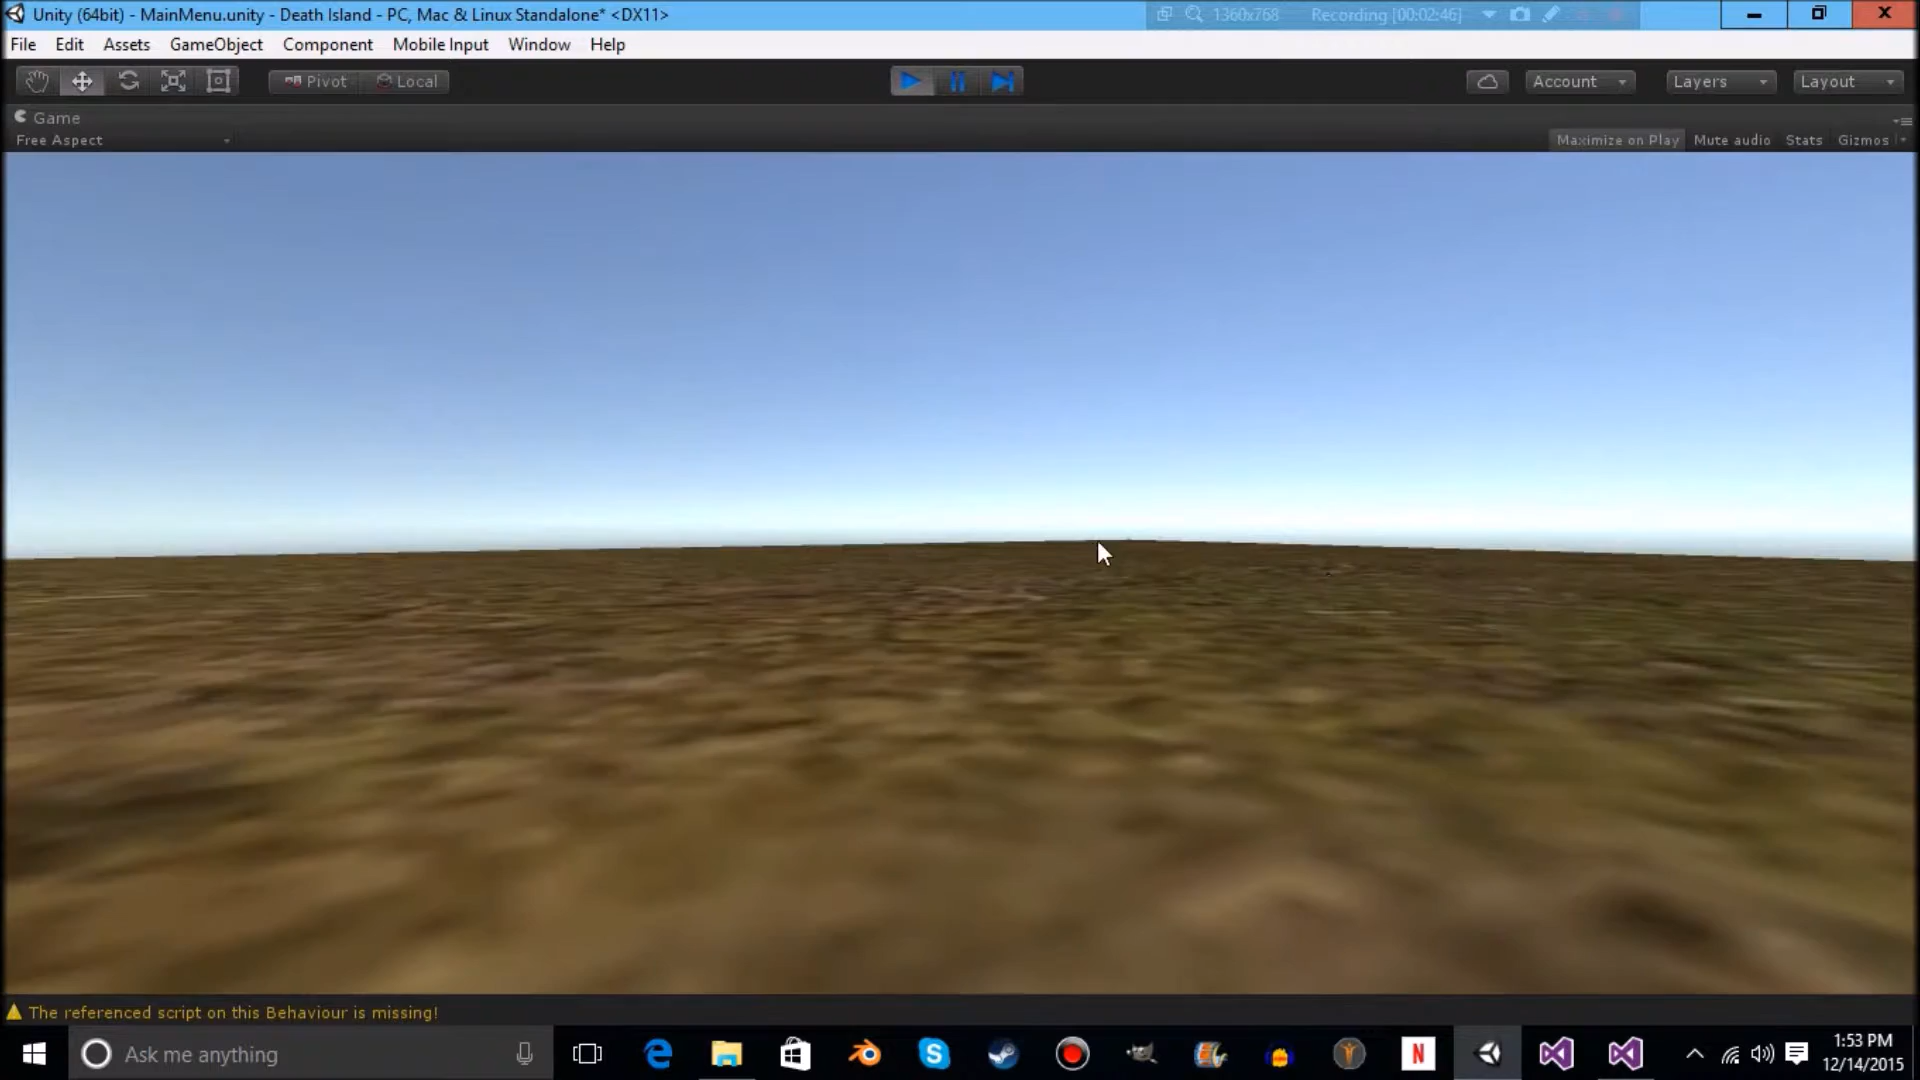 Unity (64bit) - MainMenu.unity - Death Island - PC, Mac & Linux Standalone* <DX11>
1360x768 Recording [00:02:46]
File Edit Assets GameObject Component Mobile Input Window Help
Pivot Local Account Layers Layout
Game
Free Aspect Maximize on Play Mute audio Stats Gizmos
The referenced script on this Behaviour is missing!
Ask me anything
N
1:53 PM
12/14/2015